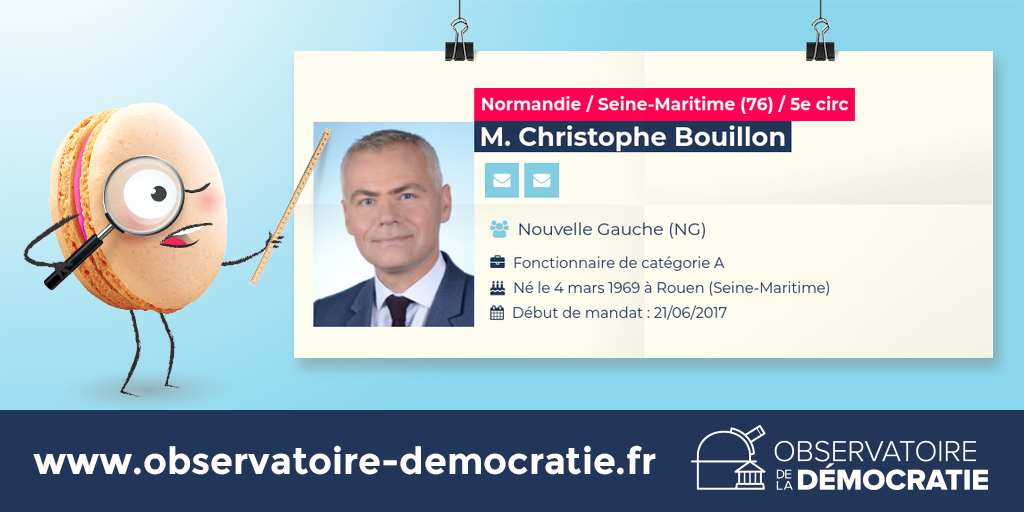 Normandie / Seine-Maritime (76) / 5e circ
M. Christophe Bouillon
Nouvelle Gauche (NG)
Fonctionnaire de catégorie A
Né le 4 mars 1969 à Rouen (Seine-Maritime)
Début de mandat : 21/06/2017
www.observatoire-democratie.fr
OBSERVATOIRE
DE LA DÉMOCRATIE